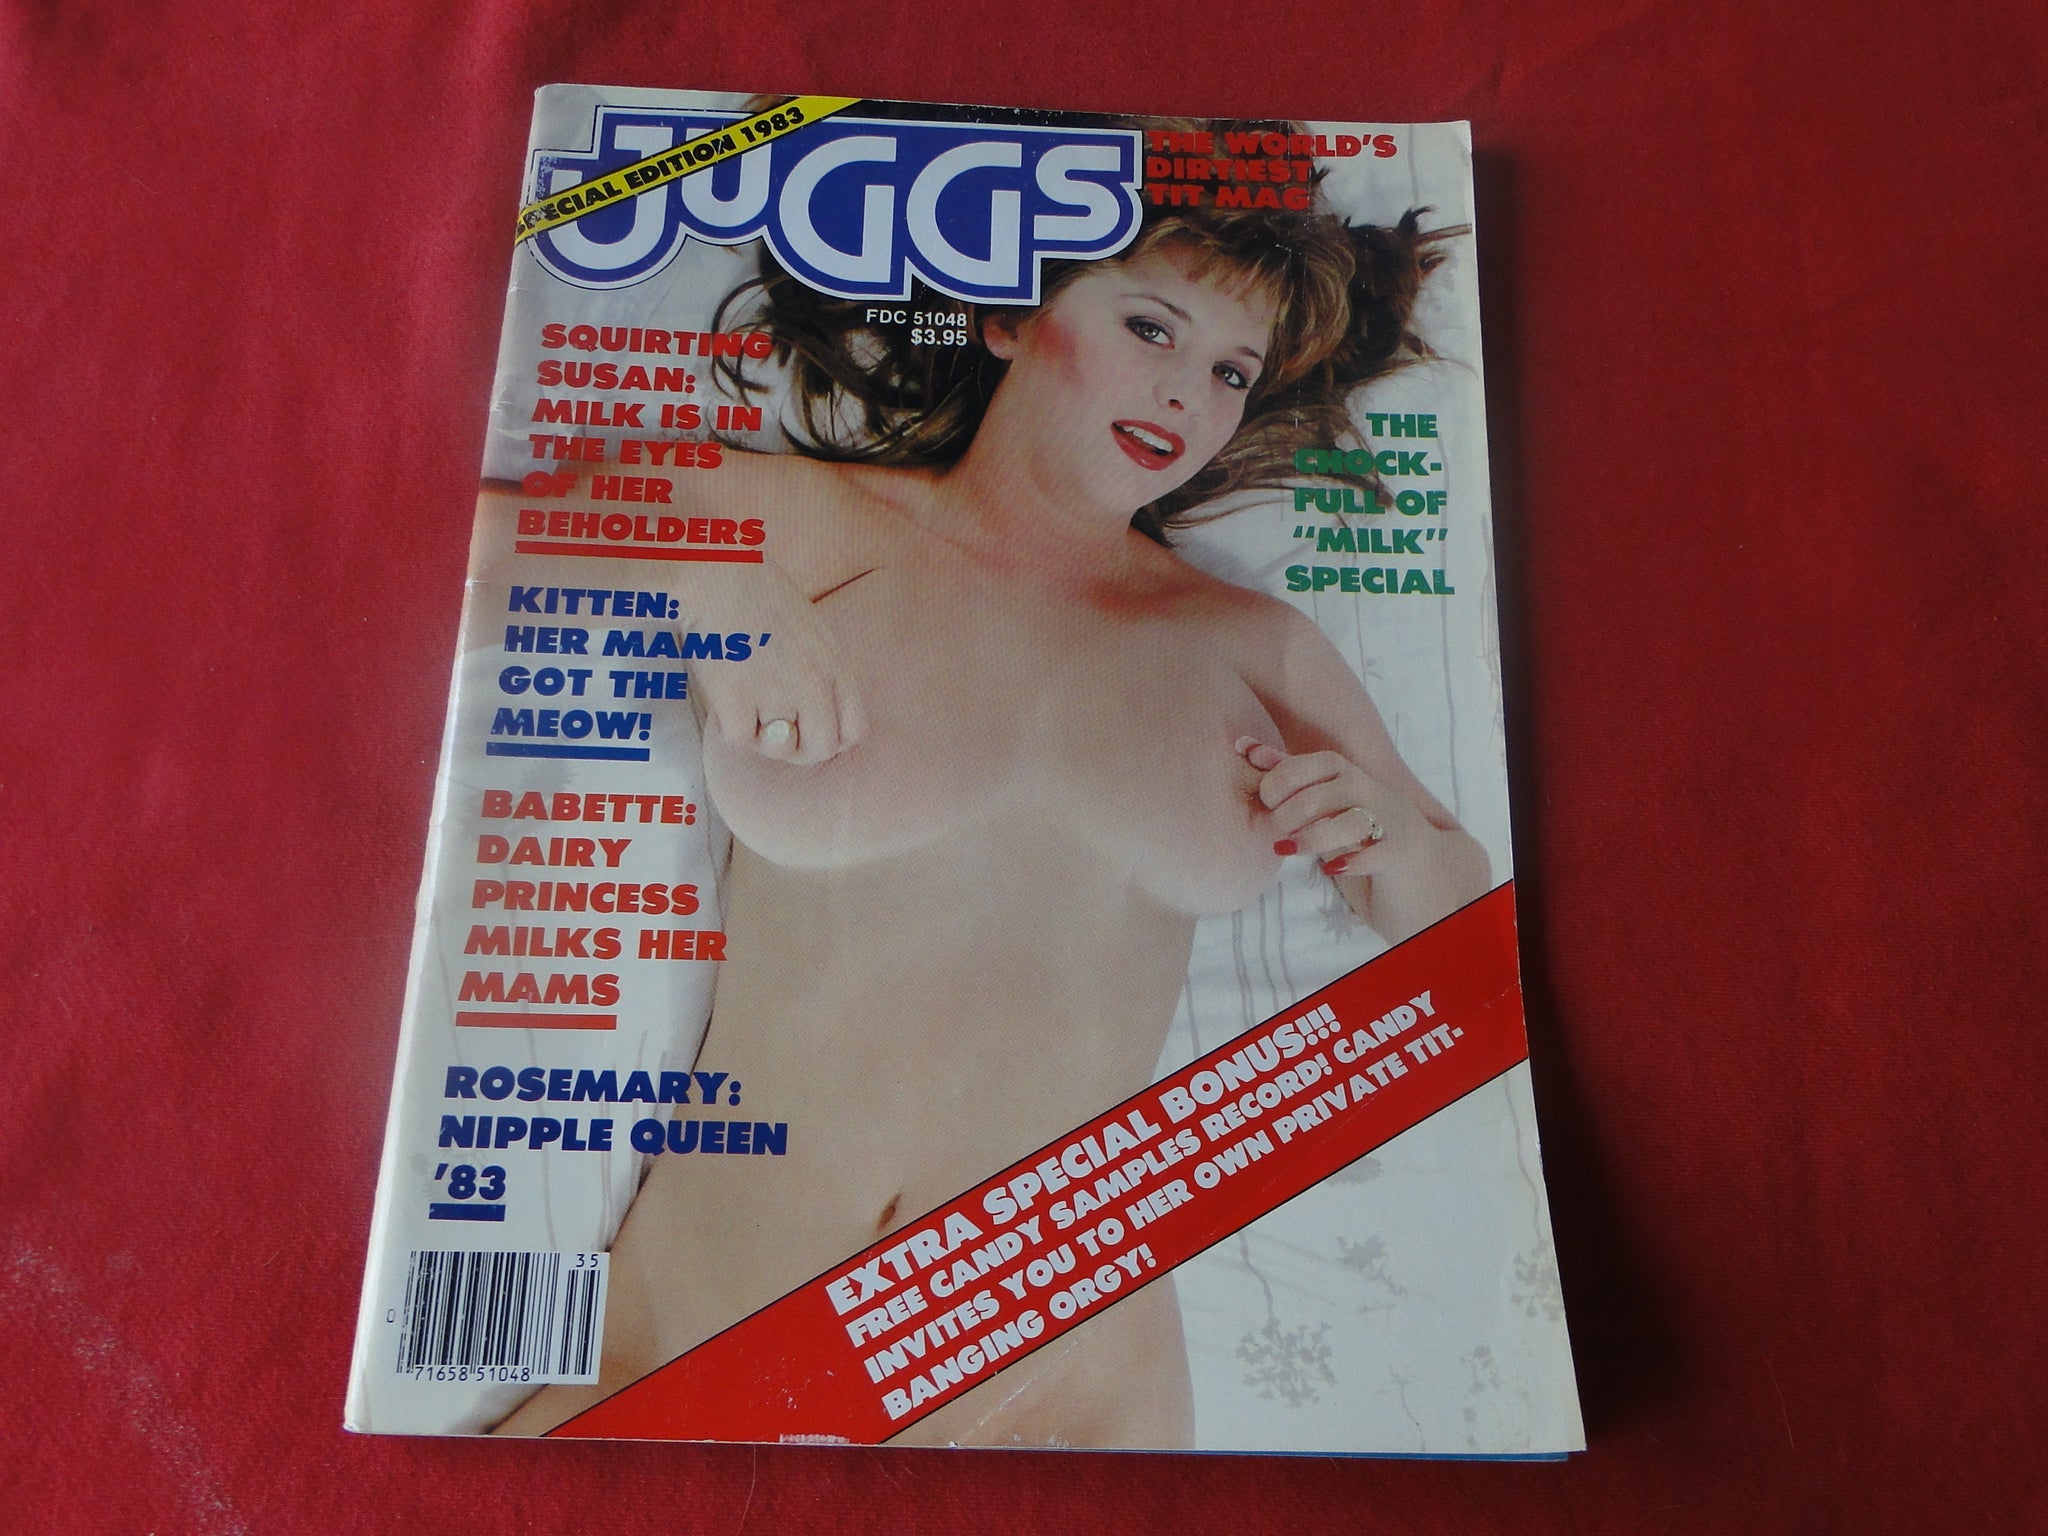 SPECIAL EDITION 1983
JUGGS
THE WORLD'S
DIRTIEST
TIT MAG
FDC 51048
$3.95
SQUIRTING
SUSAN:
MILK IS IN
THE EYES
OF HER
BEHOLDERS
THE
CHOCK-
FULL OF
"MILK"
SPECIAL
KITTEN:
HER MAMS'
GOT THE
MEOW!
BABETTE:
DAIRY
PRINCESS
MILKS HER
MAMS
ROSEMARY:
NIPPLE QUEEN
'83
EXTRA SPECIAL BONUS!!!
FREE CANDY SAMPLES RECORD! CANDY
INVITES YOU TO HER OWN PRIVATE TIT-
BANGING ORGY!
35
0
71658 51048